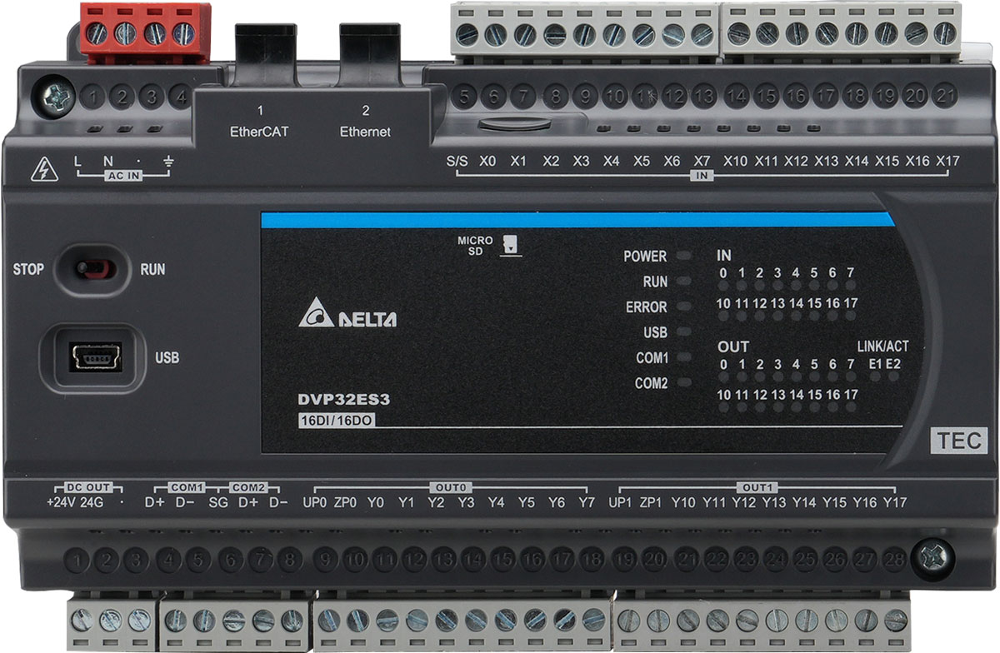 1 2 3 4
5 6 7 8 9 10 11 12 13 14 15 16 17 18 19 20 21
1 2
EtherCAT Ethernet
L N · S/S X0 X1 X2 X3 X4 X5 X6 X7 X10 X11 X12 X13 X14 X15 X16 X17
AC IN IN
MICRO
SD
STOP RUN
POWER
RUN
ERROR
USB
COM1
COM2
IN
0 1 2 3 4 5 6 7
10 11 12 13 14 15 16 17
OUT LINK/ACT
0 1 2 3 4 5 6 7 E1 E2
10 11 12 13 14 15 16 17
DELTA
USB
DVP32ES3
16DI/16DO
TEC
DC OUT COM1 COM2 OUT0 OUT1
+24V 24G · D+ D− SG D+ D− UP0 ZP0 Y0 Y1 Y2 Y3 Y4 Y5 Y6 Y7 UP1 ZP1 Y10 Y11 Y12 Y13 Y14 Y15 Y16 Y17
1 2 3 4 5 6 7 8 9 10 11 12 13 14 15 16 17 18 19 20 21 22 23 24 25 26 27 28